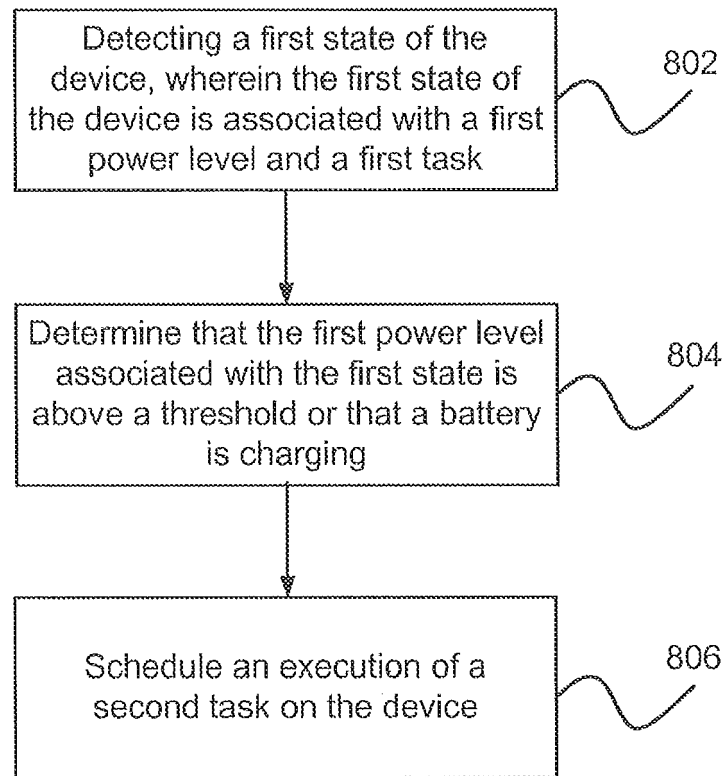 Detecting a first state of the
device, wherein the first state of
the device is associated with a first
power level and a first task
802
Determine that the first power level
associated with the first state is
above a threshold or that a battery
is charging
804
Schedule an execution of a
second task on the device
806